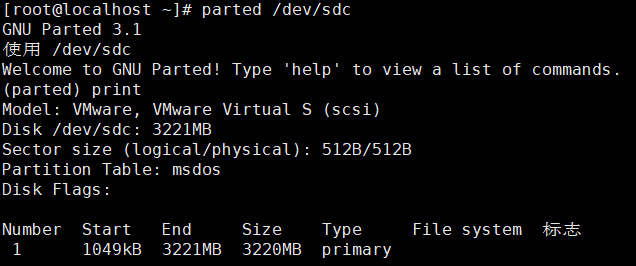 [root@localhost ~]# parted /dev/sdc
GNU Parted 3.1
使用 /dev/sdc
Welcome to GNU Parted! Type 'help' to view a list of commands.
(parted) print
Model: VMware, VMware Virtual S (scsi)
Disk /dev/sdc: 3221MB
Sector size (logical/physical): 512B/512B
Partition Table: msdos
Disk Flags:
Number  Start   End     Size    Type     File system  标志
 1      1049kB  3221MB  3220MB  primary